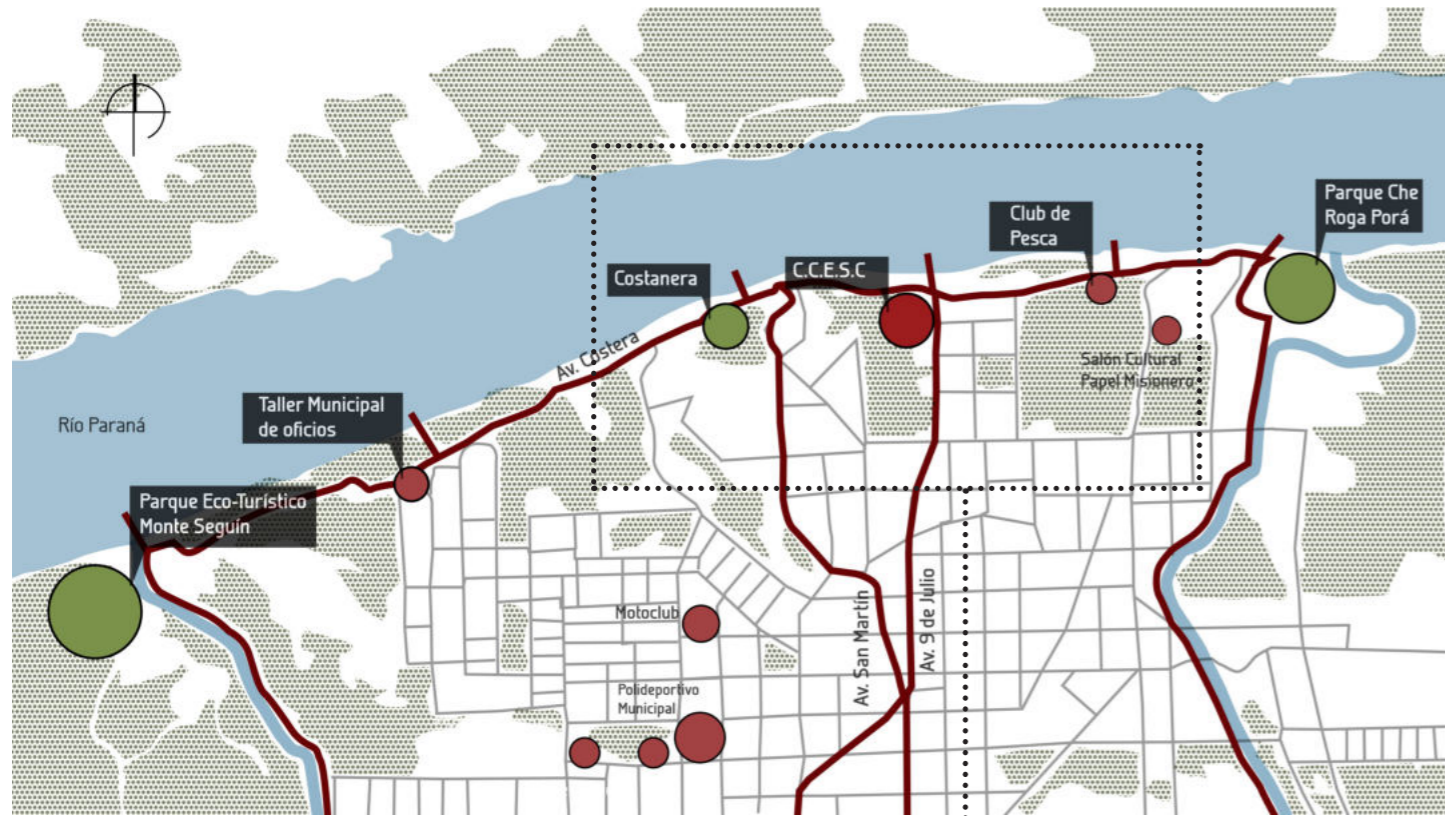 Parque Che
Roga Porá
Club de
Pesca
C.C.E.S.C
Costanera
Salón Cultural
Papel Misionero
Av. Costera
Taller Municipal
de oficios
Río Paraná
Parque Eco-Turístico
Monte Seguín
Motoclub
Av. San Martín
Av. 9 de Julio
Polideportivo
Municipal